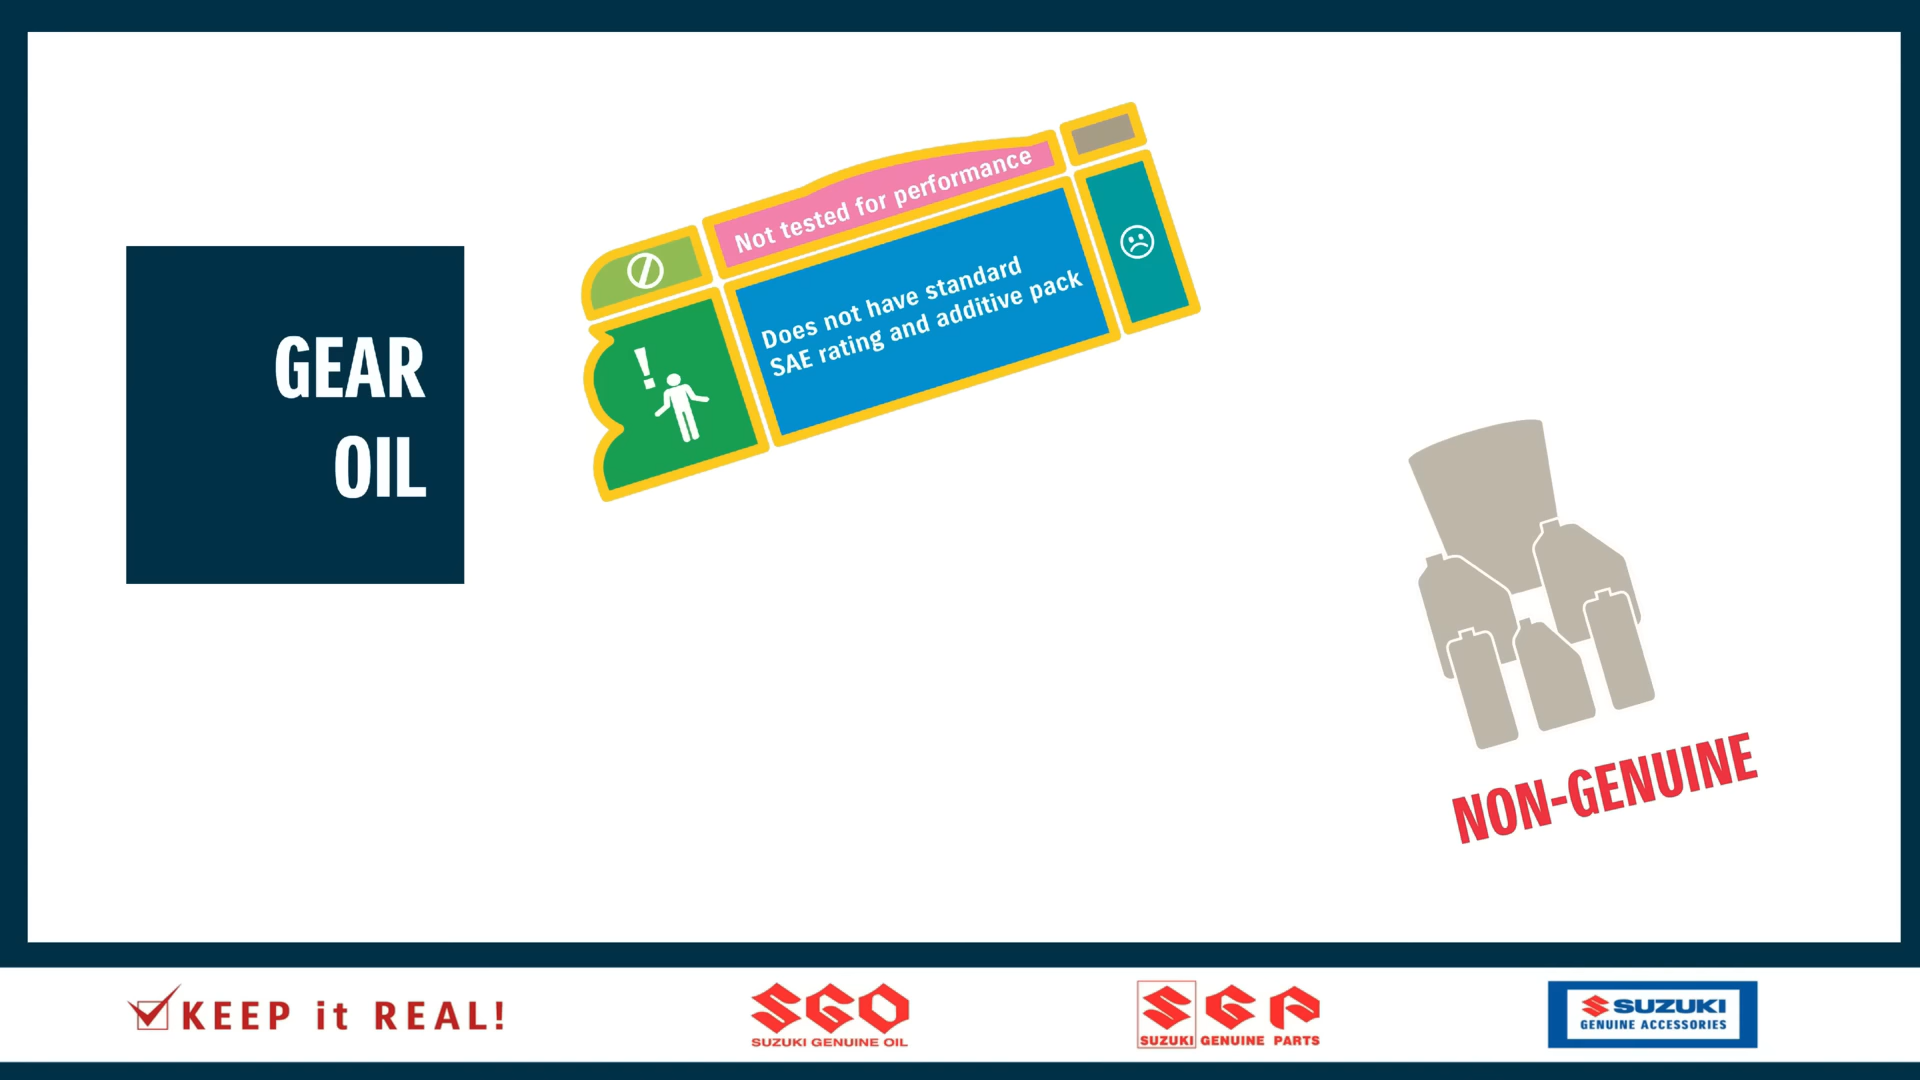 GEAR
OIL
Not tested for performance
Does not have standard
SAE rating and additive pack
!
NON-GENUINE
KEEP it REAL!
SGO
SUZUKI GENUINE OIL
SGP
SUZUKI GENUINE PARTS
SUZUKI
GENUINE ACCESSORIES